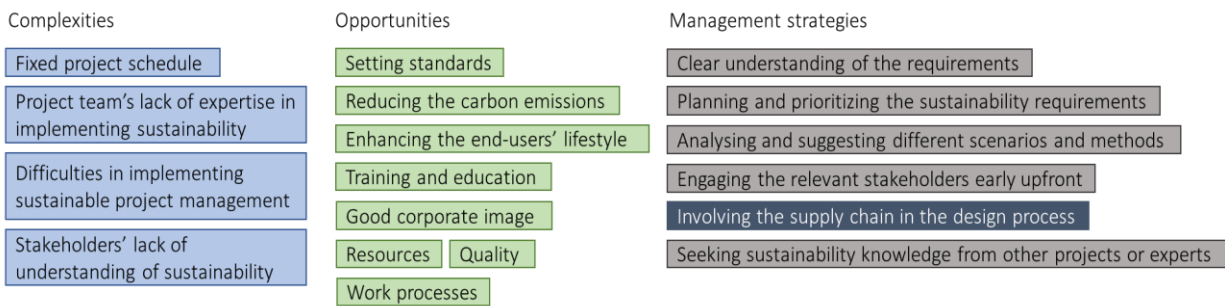 Complexities
Fixed project schedule
Project team's lack of expertise in
implementing sustainability
Difficulties in implementing
sustainable project management
Stakeholders' lack of
understanding of sustainability
Opportunities
Setting standards
Reducing the carbon emissions
Enhancing the end-users' lifestyle
Training and education
Good corporate image
Resources
Quality
Work processes
Management strategies
Clear understanding of the requirements
Planning and prioritizing the sustainability requirements
Analysing and suggesting different scenarios and methods
Engaging the relevant stakeholders early upfront
Involving the supply chain in the design process
Seeking sustainability knowledge from other projects or experts